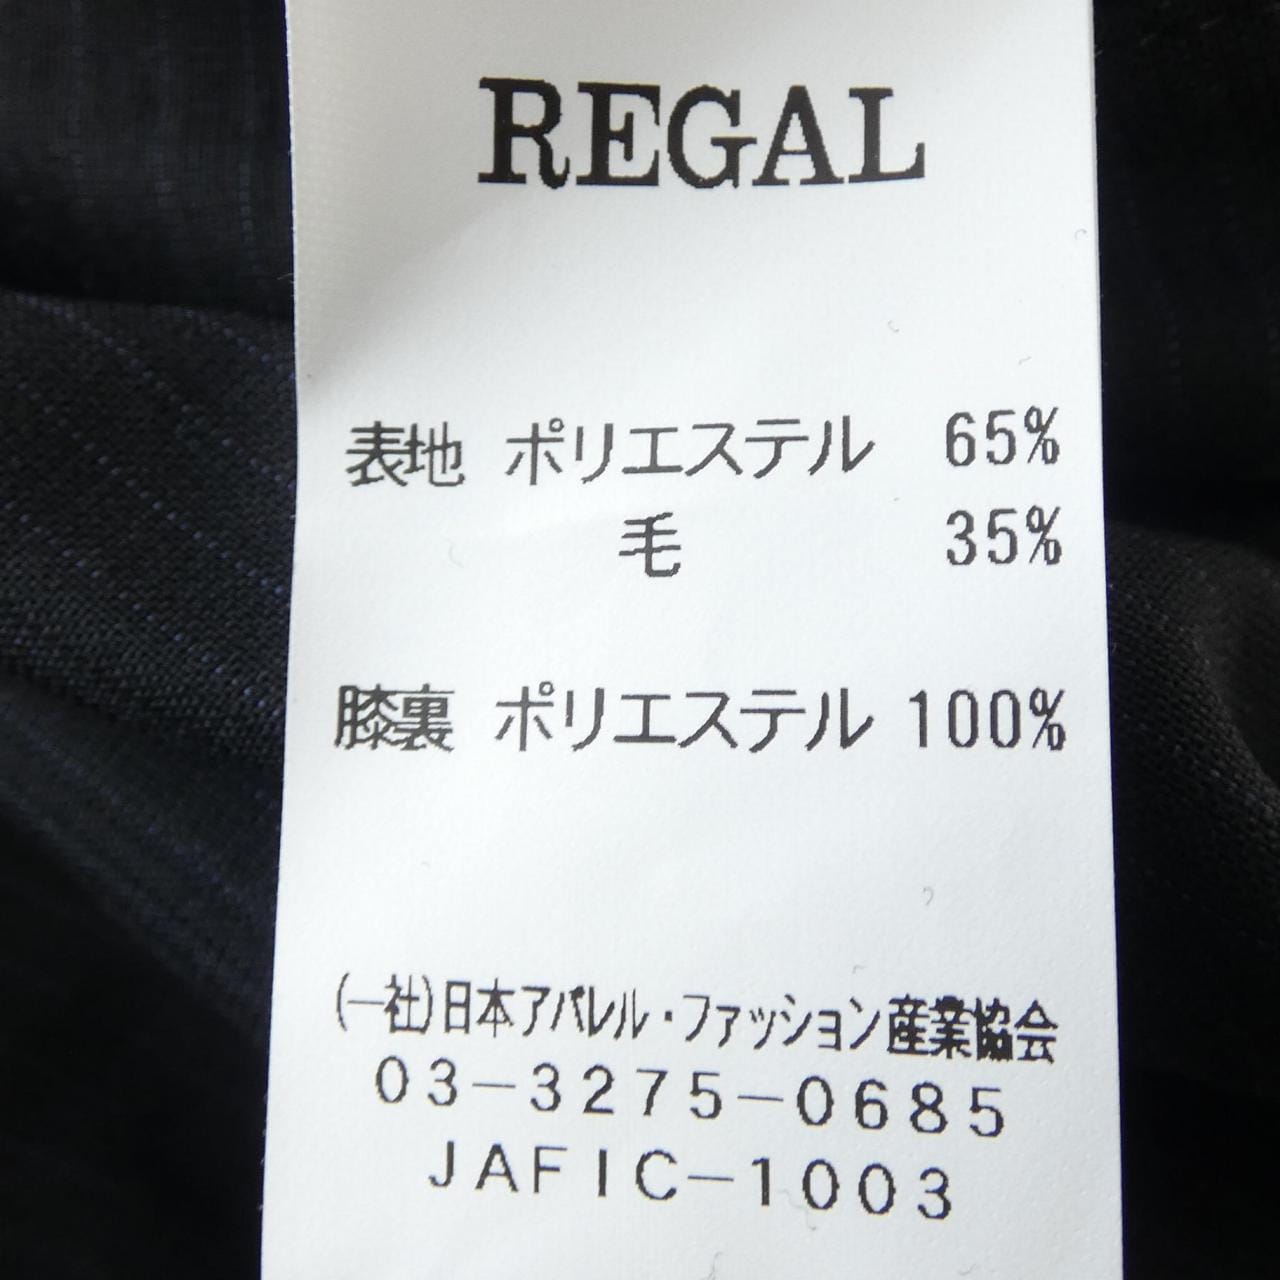 REGAL
表地 ポリエステル 65%
毛 35%
膝裏 ポリエステル 100%
(一社)日本アパレル・ファッション産業協会
03-3275-0685
JAFIC-1003